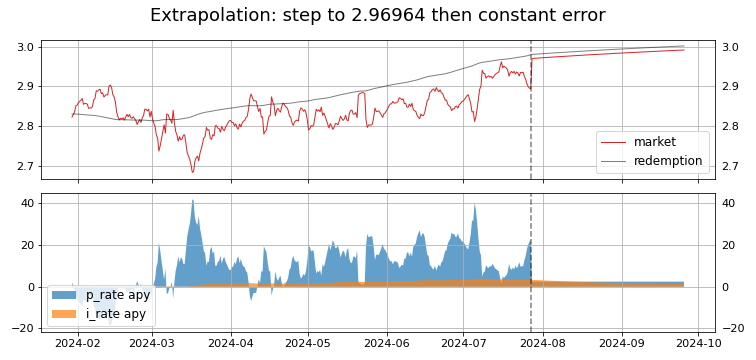 Extrapolation: step to 2.96964 then constant error
3.0 3.0
2.9 2.9
2.8 2.8
2.7 2.7
market
redemption
40 40
20 20
0 0
−20 −20
p_rate apy
i_rate apy
2024-02 2024-03 2024-04 2024-05 2024-06 2024-07 2024-08 2024-09 2024-10